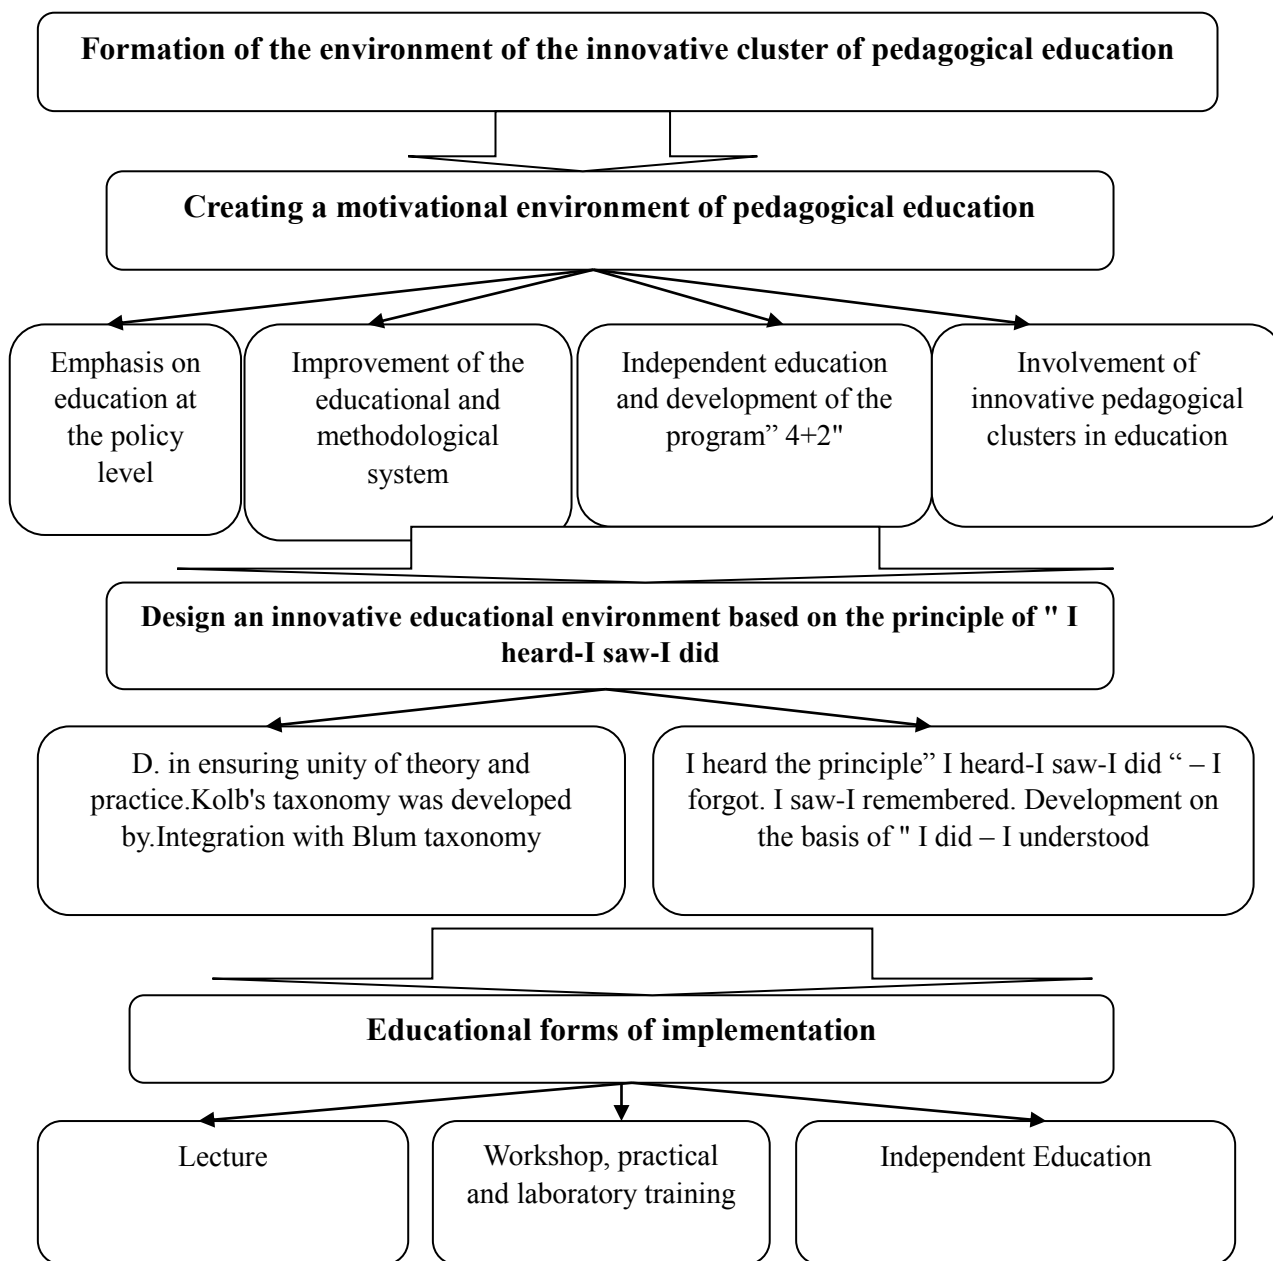 Formation of the environment of the innovative cluster of pedagogical education
Creating a motivational environment of pedagogical education
Emphasis on
education at
the policy
level
Improvement of the
educational and
methodological
system
Independent education
and development of the
program” 4+2"
Involvement of
innovative pedagogical
clusters in education
Design an innovative educational environment based on the principle of " I
heard-I saw-I did
D. in ensuring unity of theory and
practice.Kolb's taxonomy was developed
by.Integration with Blum taxonomy
I heard the principle” I heard-I saw-I did “ – I
forgot. I saw-I remembered. Development on
the basis of " I did – I understood
Educational forms of implementation
Lecture
Workshop, practical
and laboratory training
Independent Education